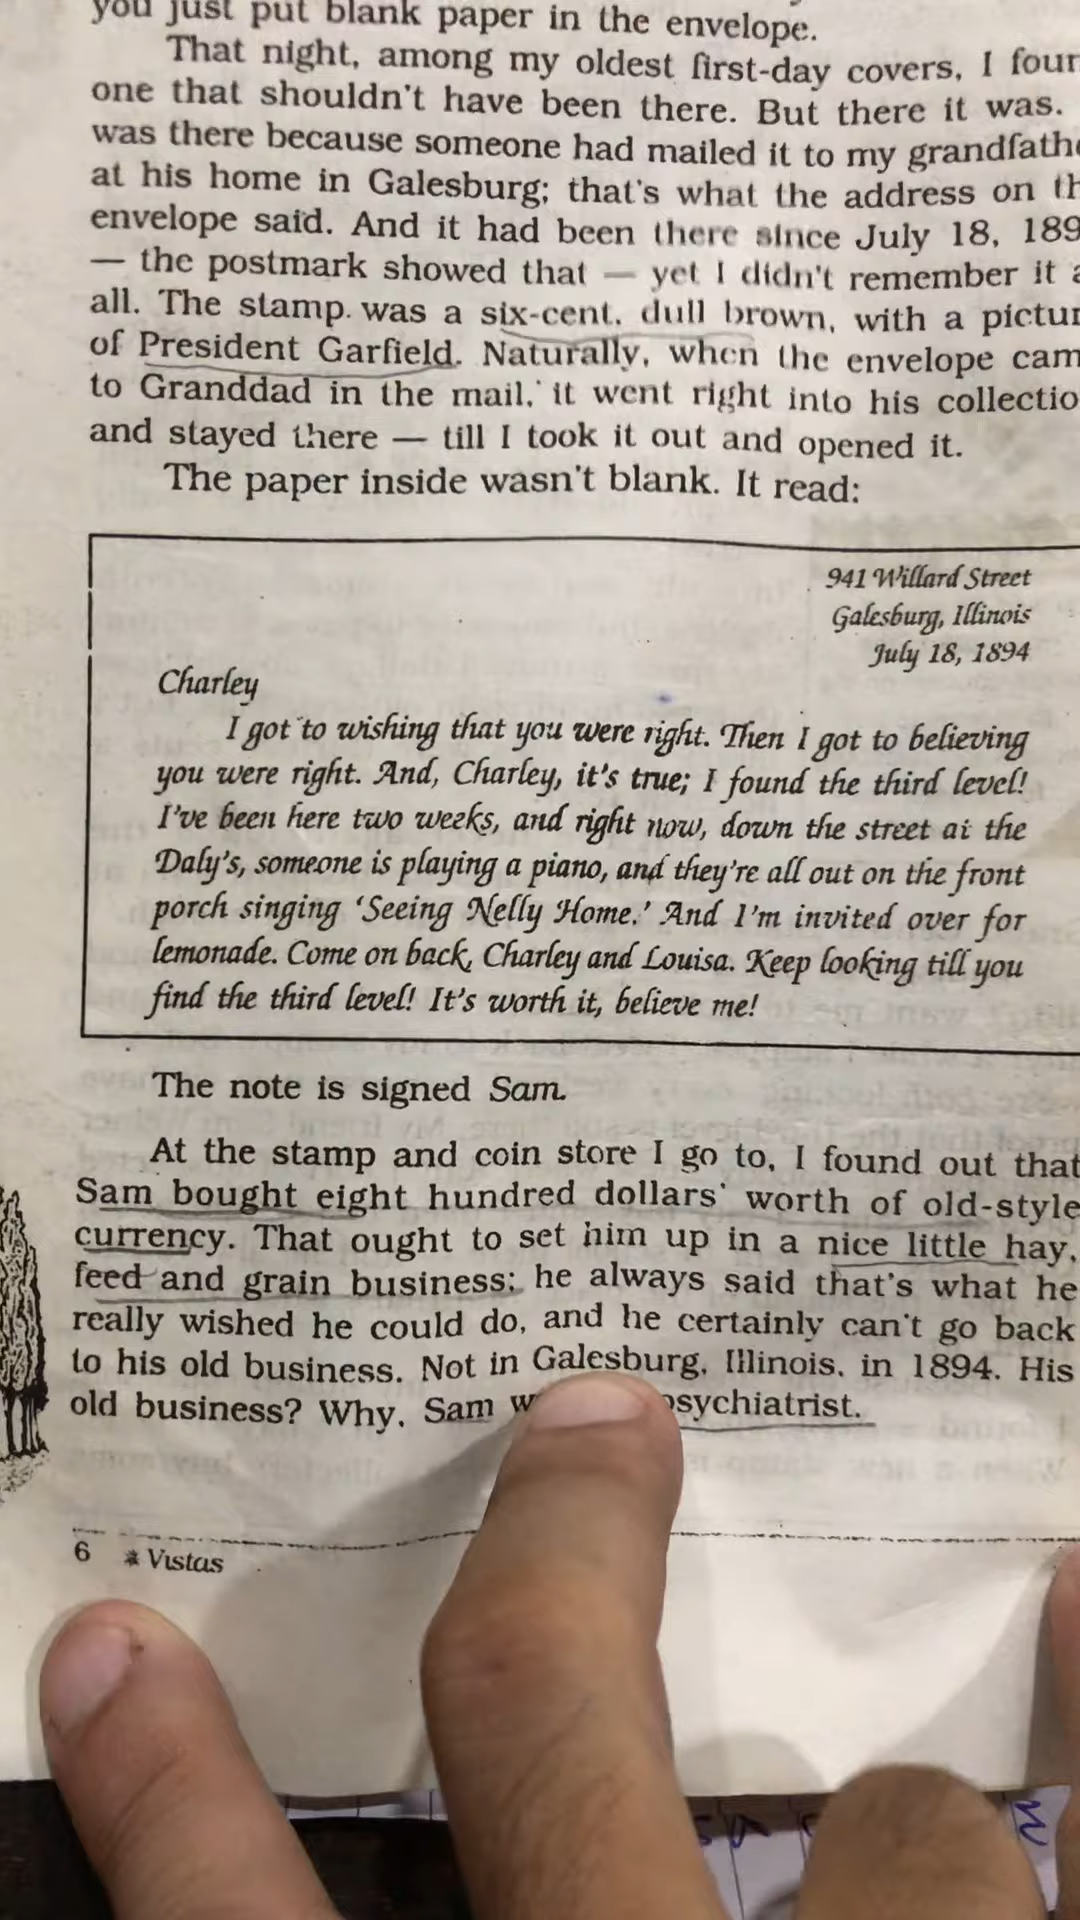 you just put blank paper in the envelope.
That night, among my oldest first-day covers, I
one that shouldn't have been there. But there it was.
was there because someone had mailed it to my
at his home in Galesburg; that's what the address on
envelope said. And it had been there since July 18,
— the postmark showed that — yet I didn't remember it
all. The stamp was a six-cent, dull brown, with a
of President Garfield. Naturally, when the envelope
to Granddad in the mail, it went right into his
and stayed there — till I took it out and opened it.
The paper inside wasn't blank. It read:
941 Willard Street
Galesburg, Illinois
July 18, 1894
Charley
I got to wishing that you were right. Then I got to believing
you were right. And, Charley, it's true; I found the third level!
I've been here two weeks, and right now, down the street at the
Daly's, someone is playing a piano, and they're all out on the front
porch singing ‘Seeing Nelly Home.’ And I'm invited over for
lemonade. Come on back, Charley and Louisa. Keep looking till you
find the third level! It's worth it, believe me!
The note is signed Sam.
At the stamp and coin store I go to, I found out that
Sam bought eight hundred dollars' worth of old-style
currency. That ought to set him up in a nice little hay,
feed and grain business; he always said that's what he
really wished he could do, and he certainly can't go back
to his old business. Not in Galesburg, Illinois, in 1894. His
old business? Why, Sam psychiatrist.
6 * Vistas